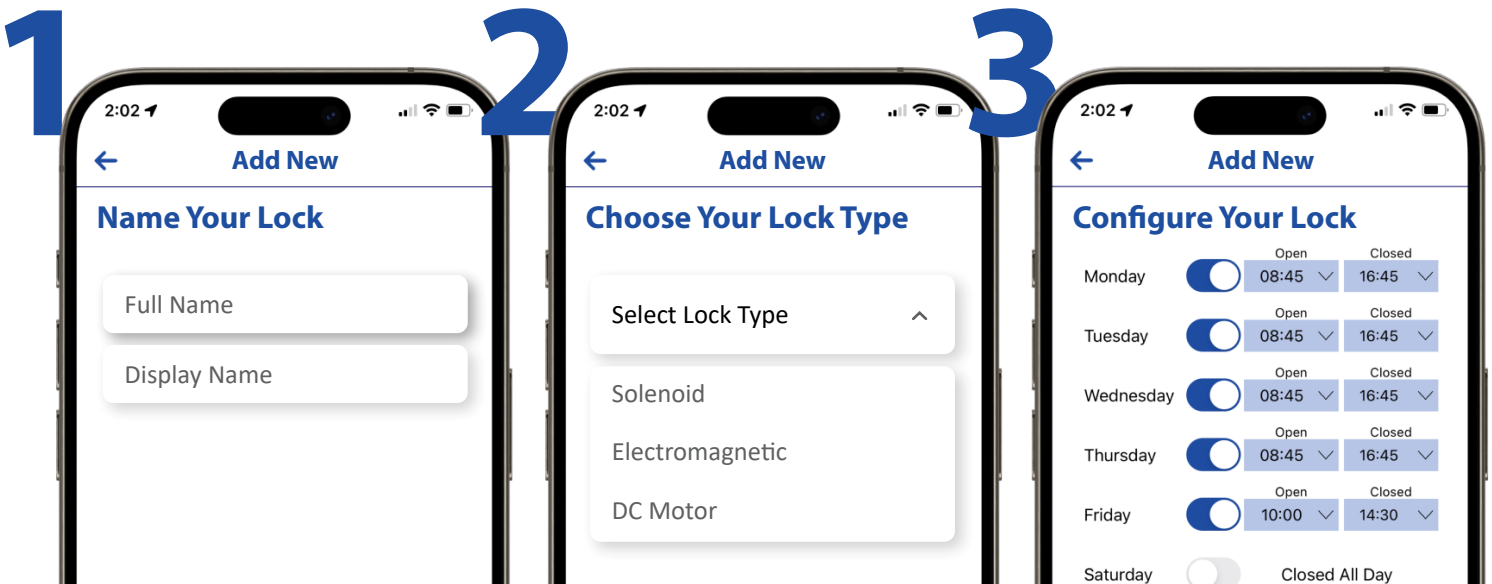 1
2:02
Add New
Name Your Lock
Full Name
Display Name
2
2:02
Add New
Choose Your Lock Type
Select Lock Type
Solenoid
Electromagnetic
DC Motor
3
2:02
Add New
Configure Your Lock
Open Closed
Monday 08:45 16:45
Open Closed
Tuesday 08:45 16:45
Open Closed
Wednesday 08:45 16:45
Open Closed
Thursday 08:45 16:45
Open Closed
Friday 10:00 14:30
Saturday Closed All Day